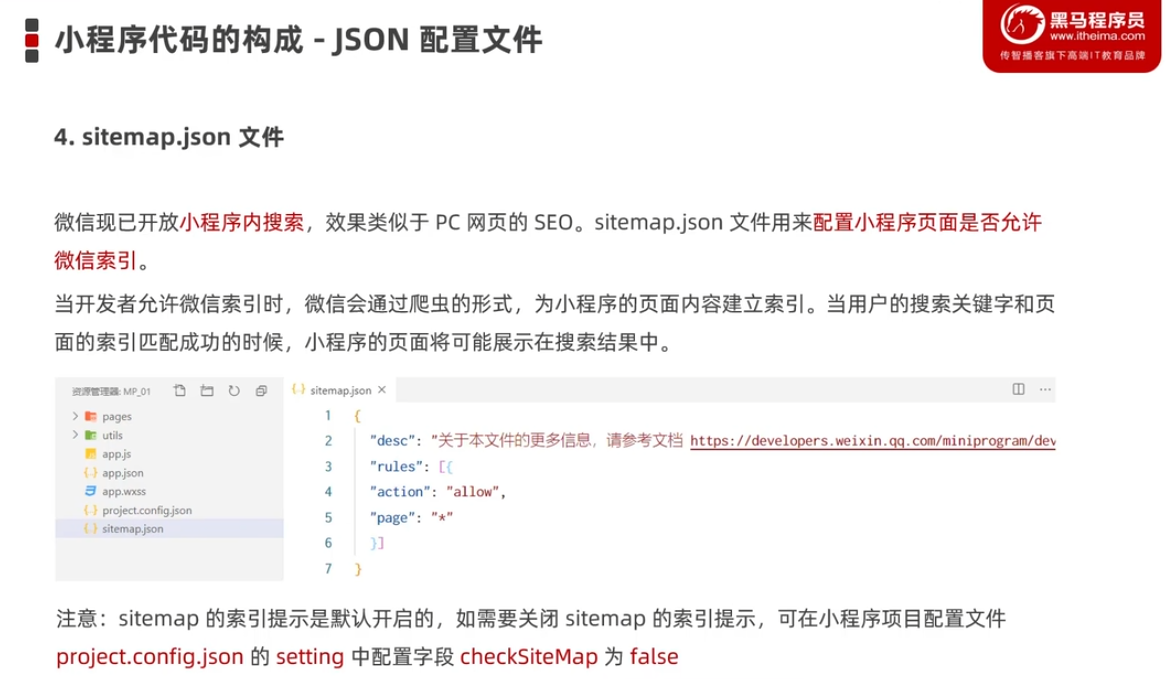 小程序代码的构成 - JSON 配置文件
黑马程序员
www.itheima.com
传智播客旗下高端IT教育品牌
4. sitemap.json 文件
微信现已开放小程序内搜索，效果类似于 PC 网页的 SEO。sitemap.json 文件用来配置小程序页面是否允许
微信索引。
当开发者允许微信索引时，微信会通过爬虫的形式，为小程序的页面内容建立索引。当用户的搜索关键字和页
面的索引匹配成功的时候，小程序的页面将可能展示在搜索结果中。
资源管理器: MP_01
pages
utils
app.js
app.json
app.wxss
project.config.json
sitemap.json
sitemap.json ×
1 {
2 "desc": "关于本文件的更多信息，请参考文档 https://developers.weixin.qq.com/miniprogram/dev
3 "rules": [{
4 "action": "allow",
5 "page": "*"
6 }]
7 }
注意：sitemap 的索引提示是默认开启的，如需要关闭 sitemap 的索引提示，可在小程序项目配置文件
project.config.json 的 setting 中配置字段 checkSiteMap 为 false